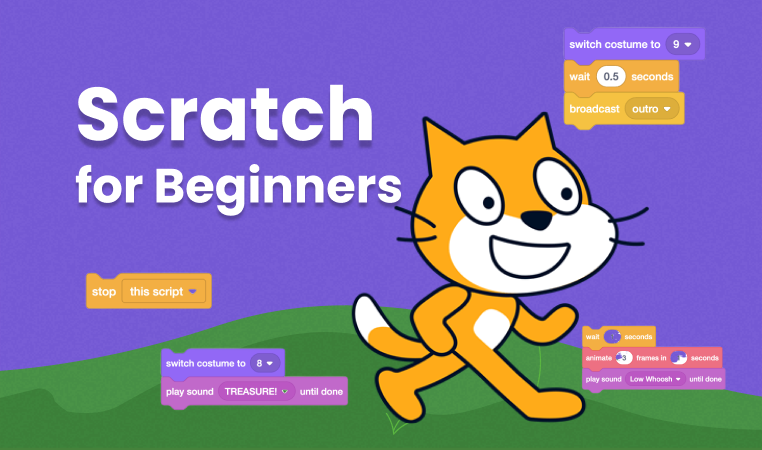 Scratch
for Beginners
switch costume to 9
wait 0.5 seconds
broadcast outro
stop this script
switch costume to 8
play sound TREASURE! until done
wait seconds
animate 3 frames in seconds
play sound Low Whoosh until done